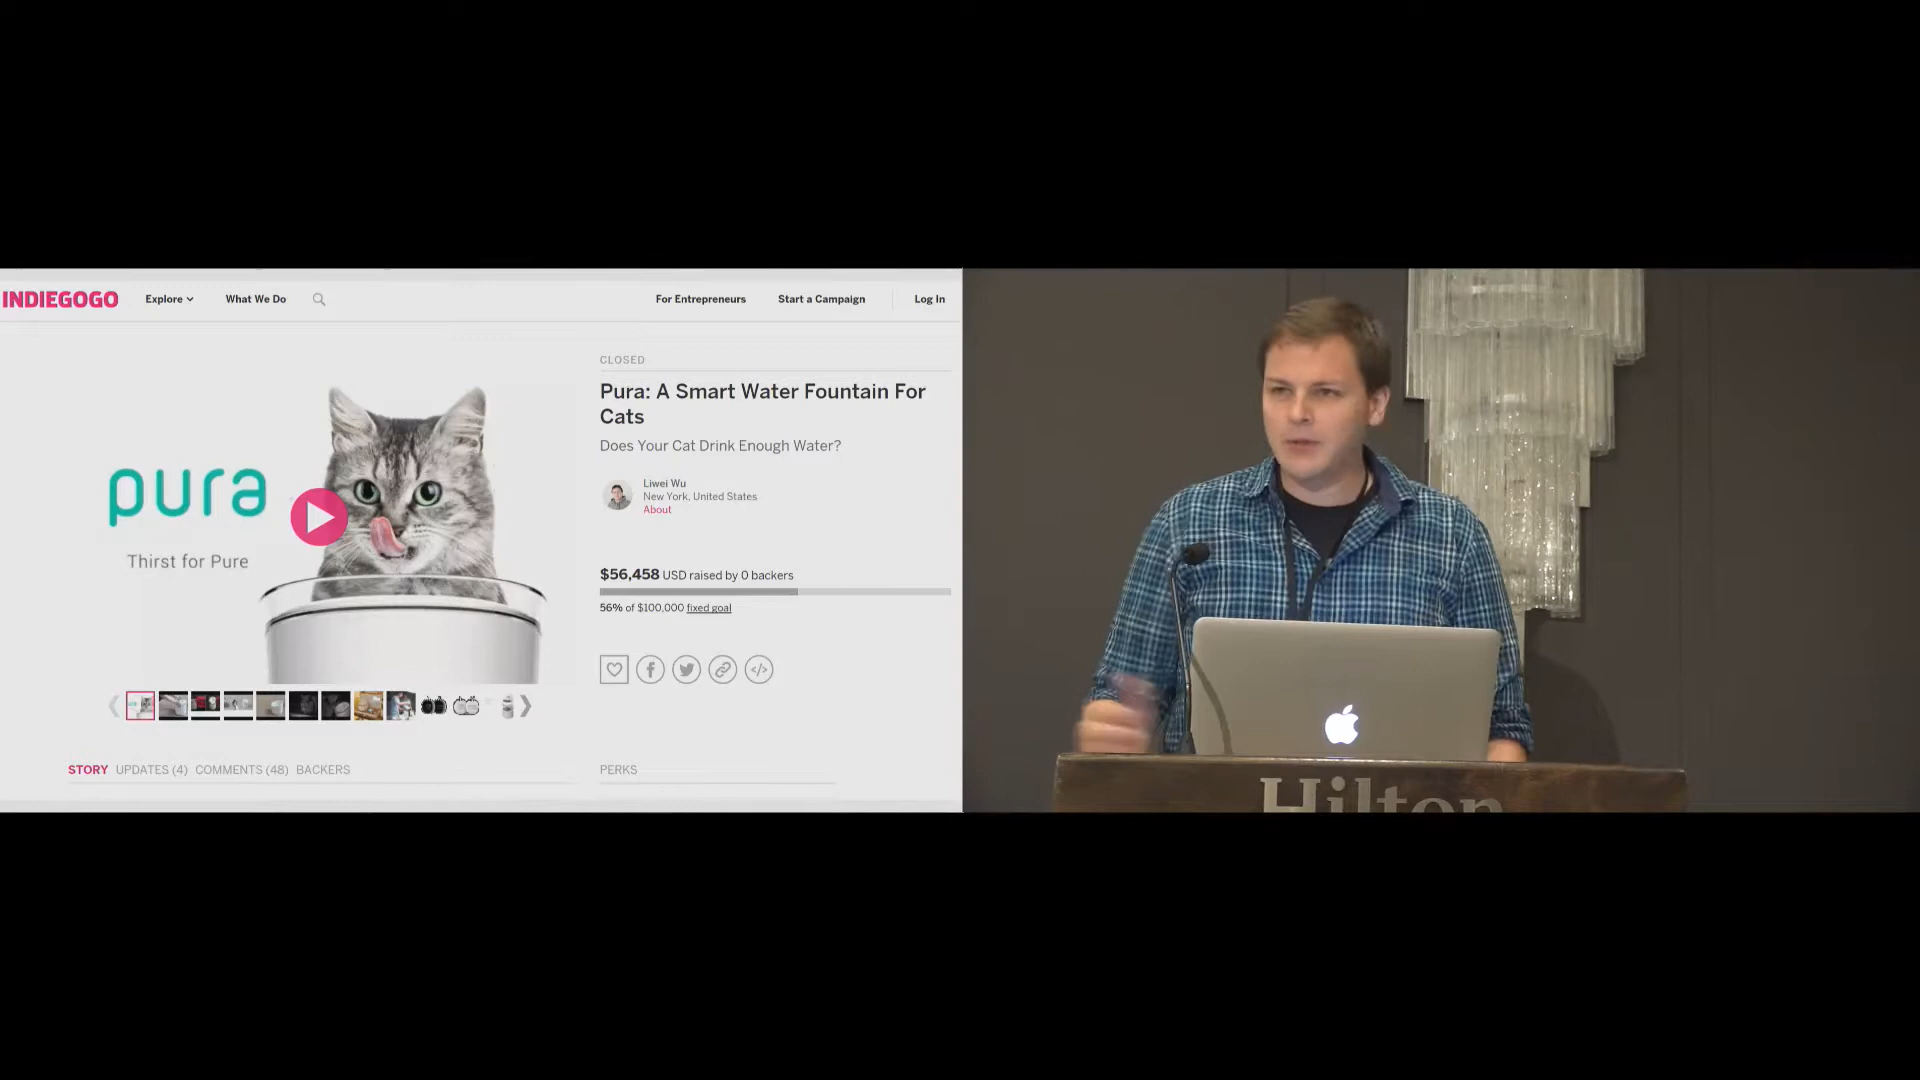 INDIEGOGO
Explore
What We Do
For Entrepreneurs
Start a Campaign
Log In
pura
Thirst for Pure
CLOSED
Pura: A Smart Water Fountain For
Cats
Does Your Cat Drink Enough Water?
Liwei Wu
New York, United States
About
$56,458 USD raised by 0 backers
56% of $100,000 fixed goal
STORY UPDATES (4) COMMENTS (48) BACKERS
PERKS
Hilton